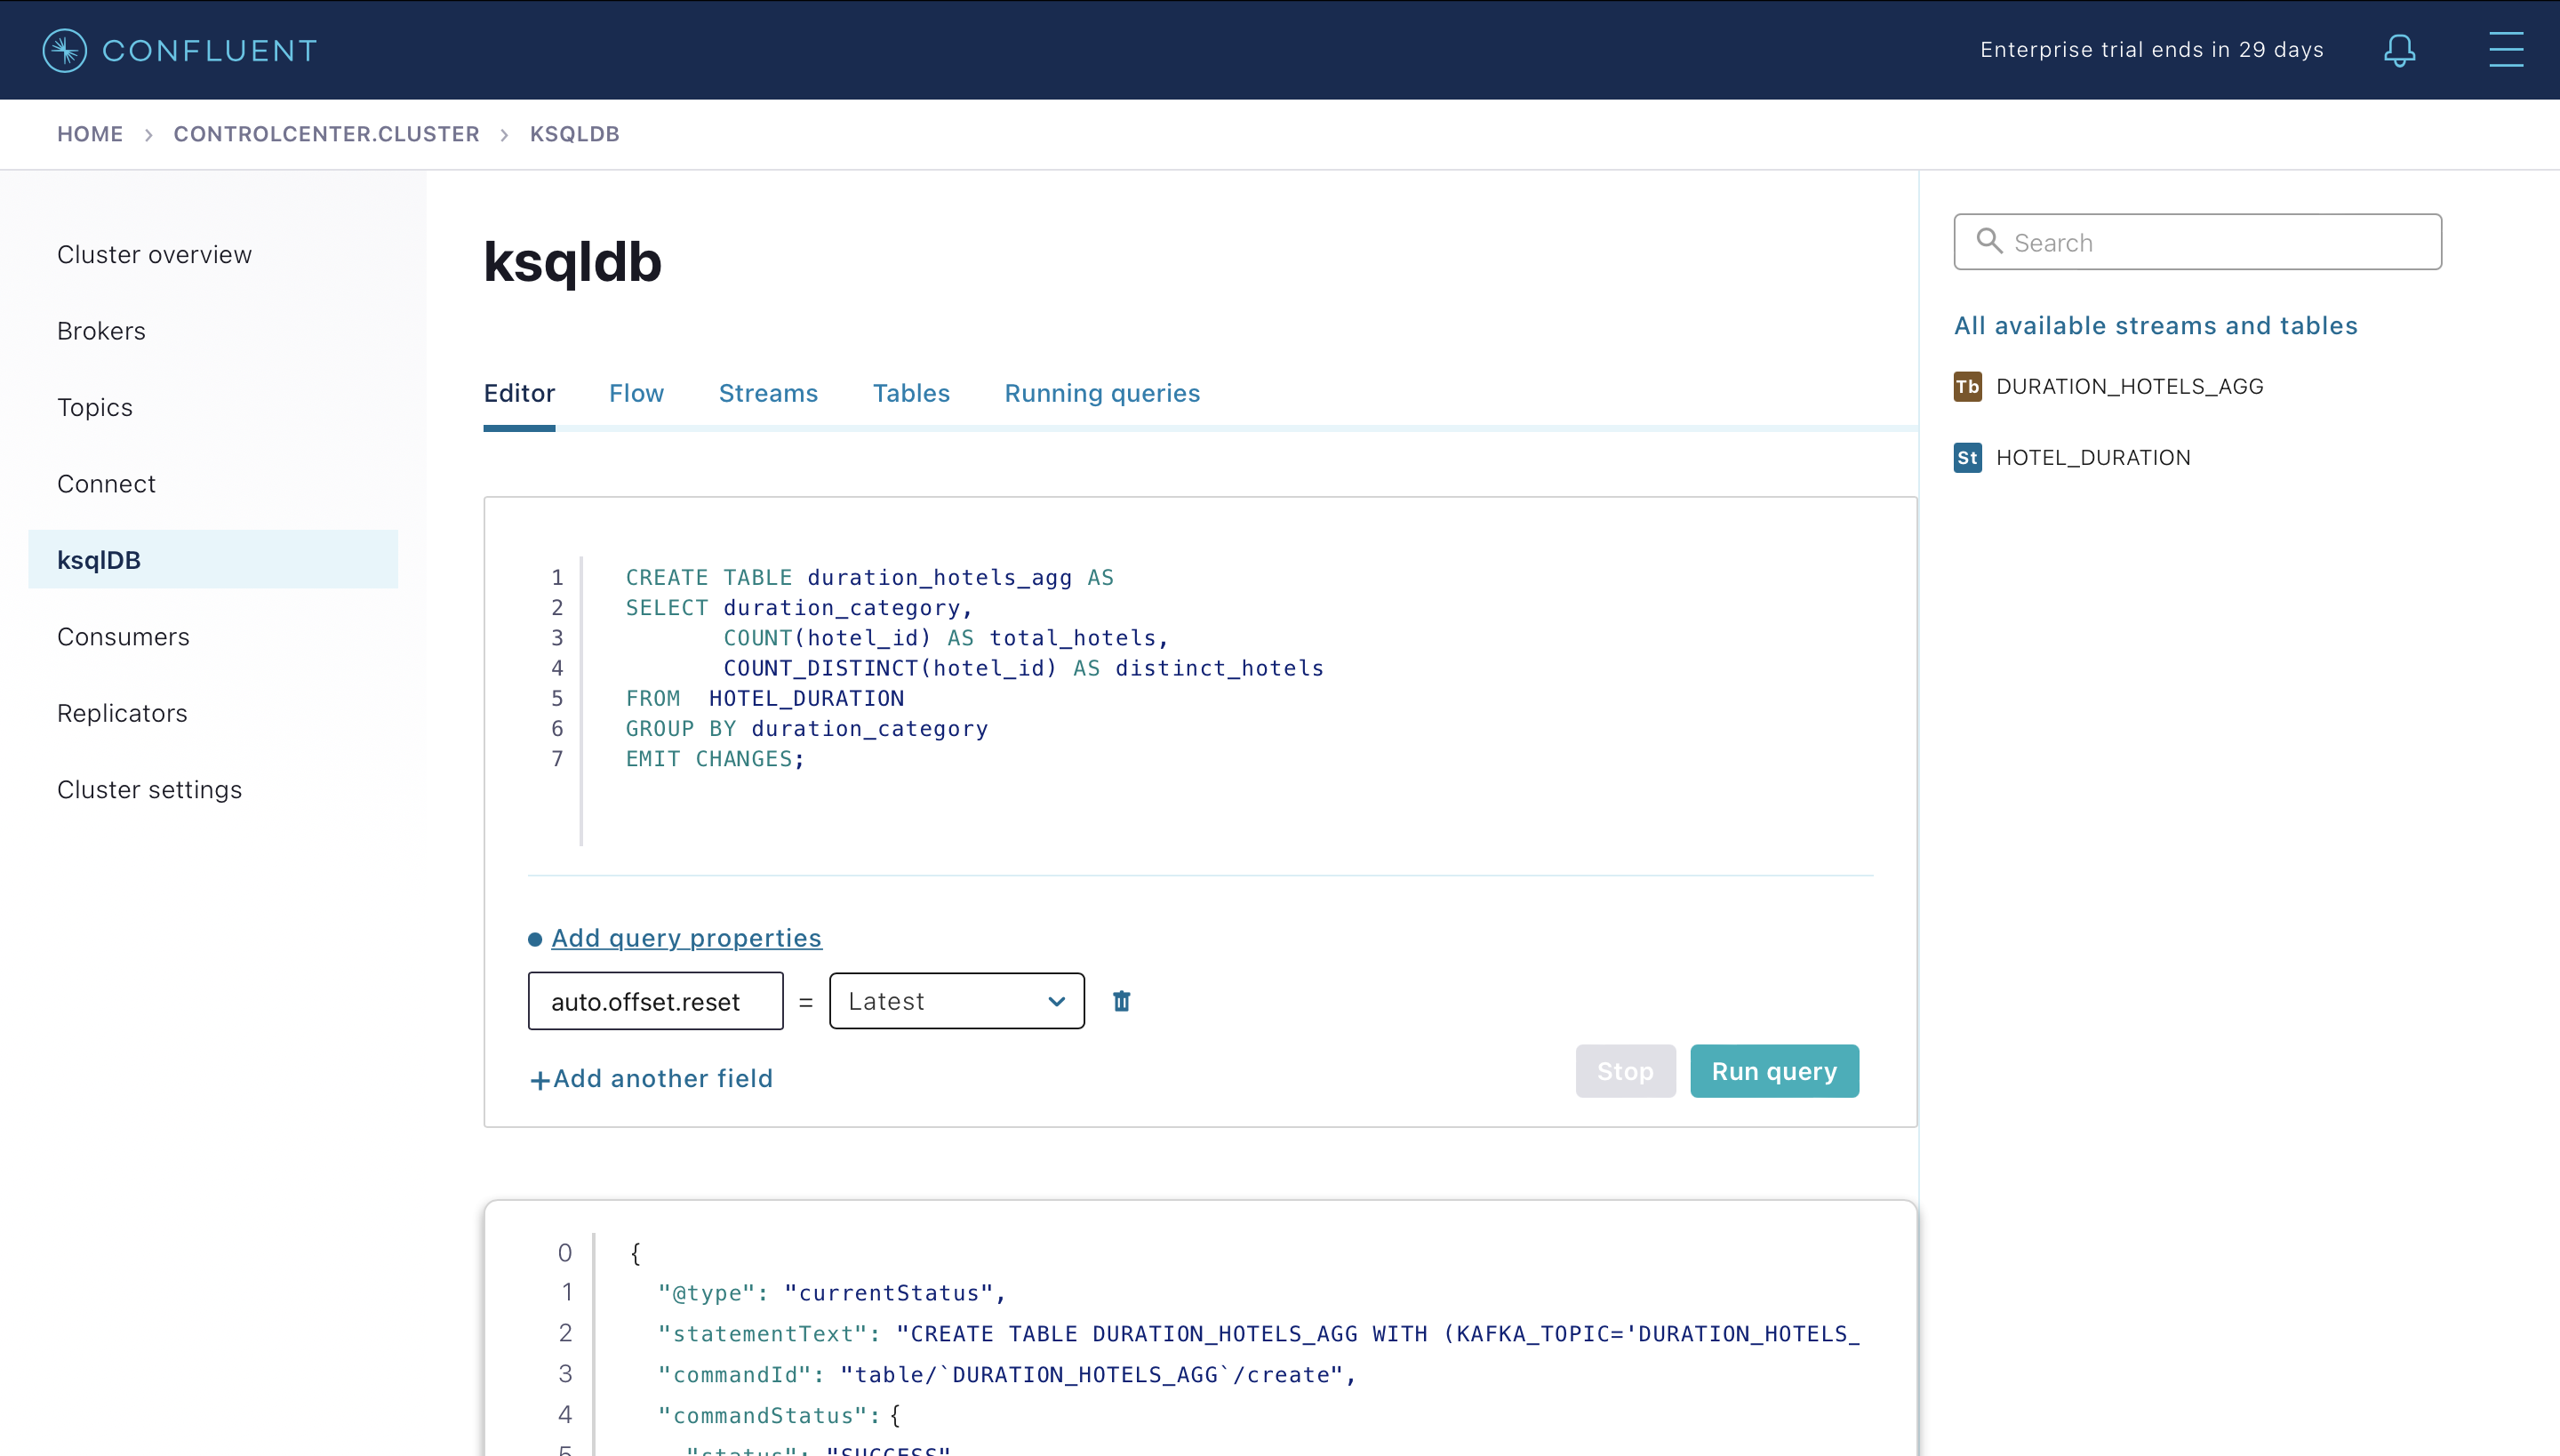 CONFLUENT
Enterprise trial ends in 29 days
HOME > CONTROLCENTER.CLUSTER > KSQLDB
Cluster overview
Brokers
Topics
Connect
ksqlDB
Consumers
Replicators
Cluster settings
ksqldb
Editor Flow Streams Tables Running queries
1 CREATE TABLE duration_hotels_agg AS
2 SELECT duration_category,
3 COUNT(hotel_id) AS total_hotels,
4 COUNT_DISTINCT(hotel_id) AS distinct_hotels
5 FROM HOTEL_DURATION
6 GROUP BY duration_category
7 EMIT CHANGES;
Add query properties
auto.offset.reset = Latest
+Add another field
Stop Run query
0 {
1 "@type": "currentStatus",
2 "statementText": "CREATE TABLE DURATION_HOTELS_AGG WITH (KAFKA_TOPIC='DURATION_HOTELS_
3 "commandId": "table/`DURATION_HOTELS_AGG`/create",
4 "commandStatus": {
5 "status": "SUCCESS"
Search
All available streams and tables
Tb DURATION_HOTELS_AGG
St HOTEL_DURATION